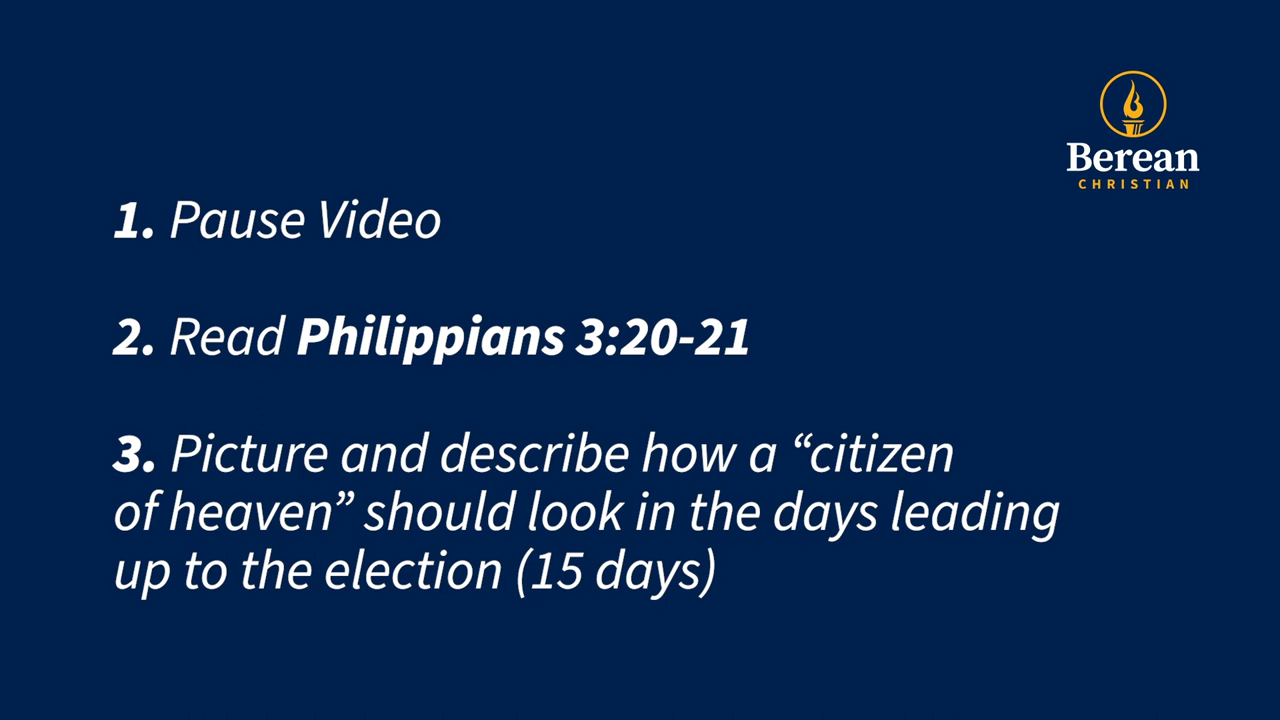 Berean
CHRISTIAN
1. Pause Video
2. Read Philippians 3:20-21
3. Picture and describe how a “citizen
of heaven” should look in the days leading
up to the election (15 days)